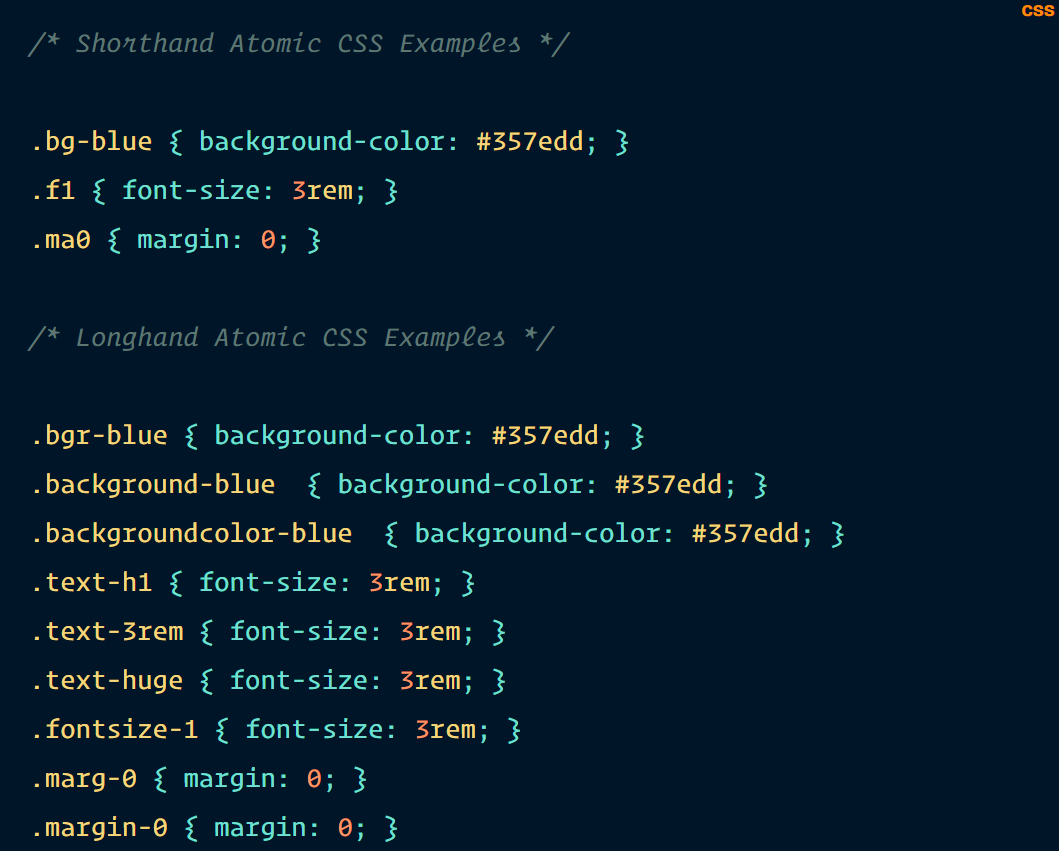 css
/* Shorthand Atomic CSS Examples */
.bg-blue { background-color: #357edd; }
.f1 { font-size: 3rem; }
.ma0 { margin: 0; }
/* Longhand Atomic CSS Examples */
.bgr-blue { background-color: #357edd; }
.background-blue  { background-color: #357edd; }
.backgroundcolor-blue  { background-color: #357edd; }
.text-h1 { font-size: 3rem; }
.text-3rem { font-size: 3rem; }
.text-huge { font-size: 3rem; }
.fontsize-1 { font-size: 3rem; }
.marg-0 { margin: 0; }
.margin-0 { margin: 0; }